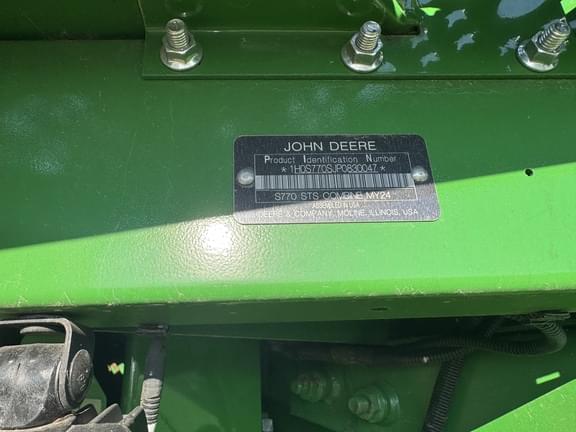 JOHN DEERE
Product Identification Number
*1H0S770SJP0830047*
S770 STS COMBINE MY24
ASSEMBLED IN USA
DEERE & COMPANY, MOLINE, ILLINOIS, USA